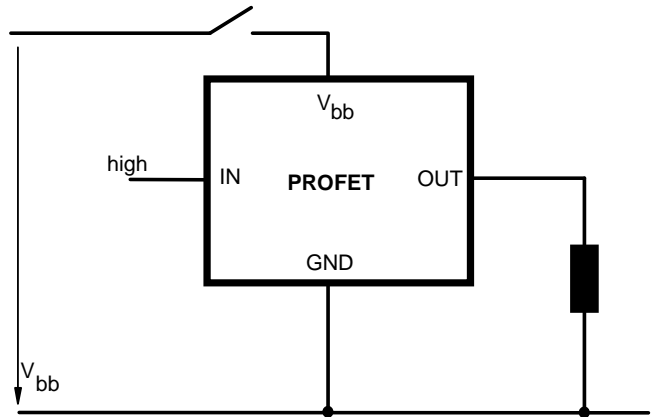 Vbb
high
IN
PROFET
OUT
GND
Vbb